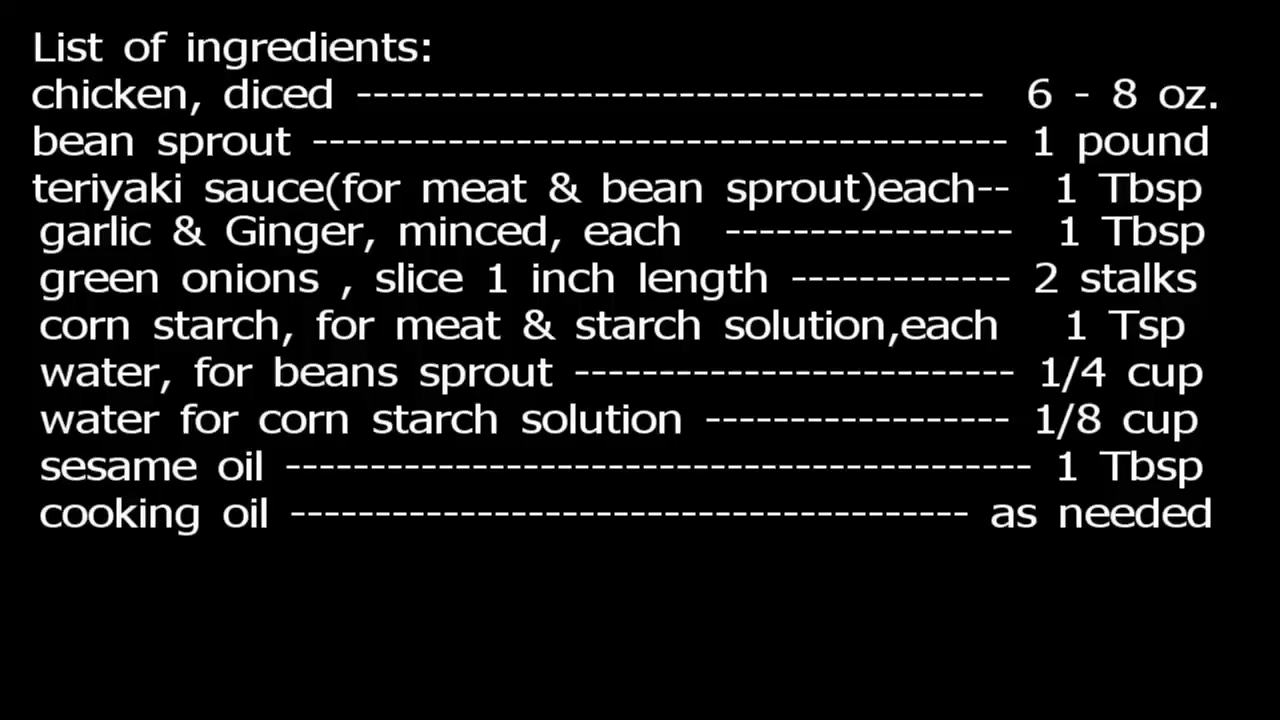 List of ingredients:
chicken, diced ------------------------------------- 6 - 8 oz.
bean sprout ----------------------------------------- 1 pound
teriyaki sauce(for meat & bean sprout)each-- 1 Tbsp
garlic & Ginger, minced, each ----------------- 1 Tbsp
green onions , slice 1 inch length ------------- 2 stalks
corn starch, for meat & starch solution,each 1 Tsp
water, for beans sprout -------------------------- 1/4 cup
water for corn starch solution ------------------ 1/8 cup
sesame oil -------------------------------------------- 1 Tbsp
cooking oil ---------------------------------------- as needed